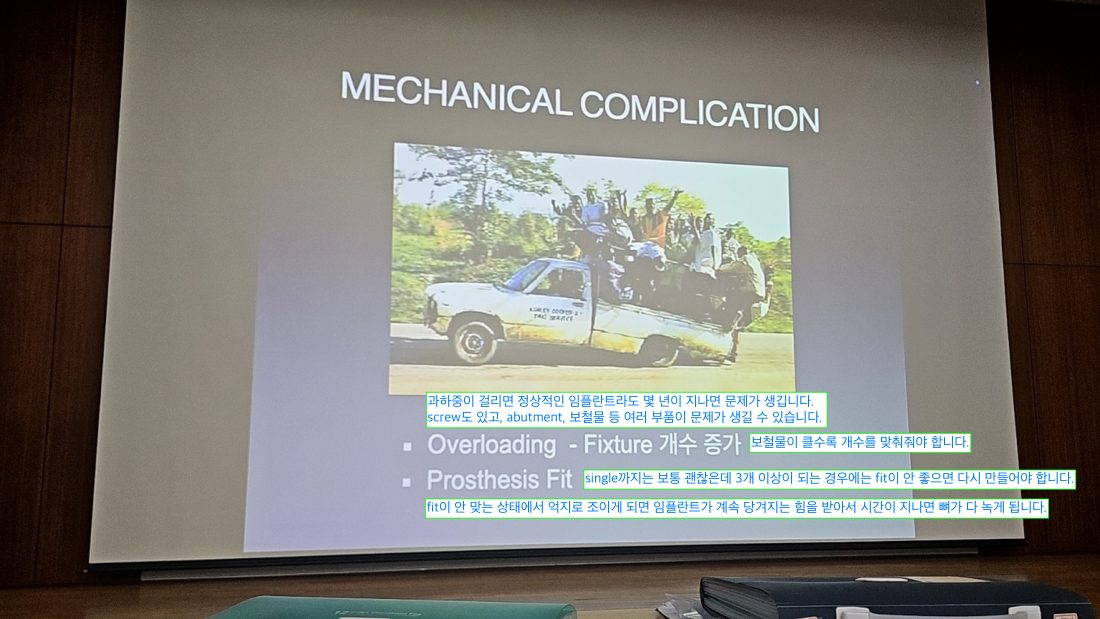 MECHANICAL COMPLICATION
과하중이 걸리면 정상적인 임플란트라도 몇 년이 지나면 문제가 생깁니다.
screw도 있고, abutment, 보철물 등 여러 부품이 문제가 생길 수 있습니다.
▪ Overloading - Fixture 개수 증가 보철물이 클수록 개수를 맞춰줘야 합니다.
▪ Prosthesis Fit single까지는 보통 괜찮은데 3개 이상이 되는 경우에는 fit이 안 좋으면 다시 만들어야 합니다.
fit이 안 맞는 상태에서 억지로 조이게 되면 임플란트가 계속 당겨지는 힘을 받아서 시간이 지나면 뼈가 다 녹게 됩니다.